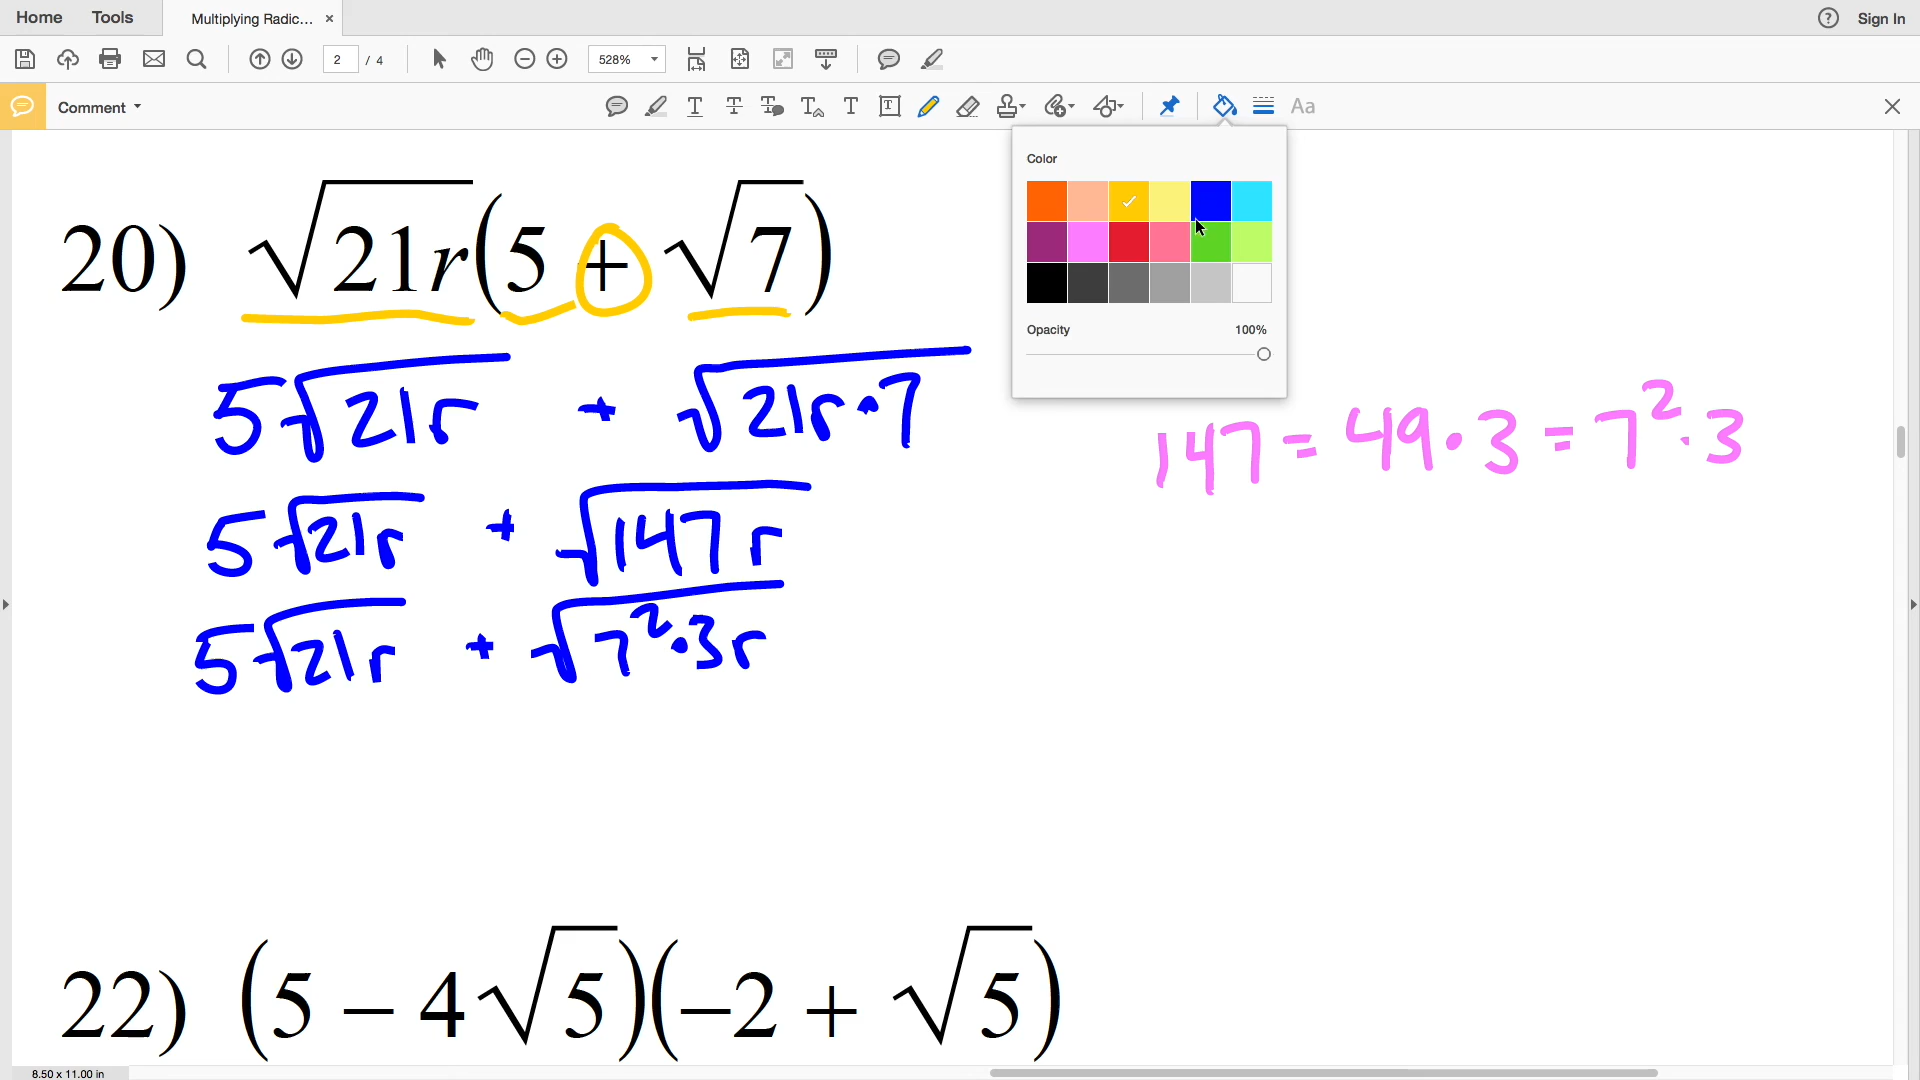 Home Tools Multiplying Radic... × ? Sign In
2 / 4 528%
Comment Aa
Color
20) √21r(5 + √7)
Opacity 100%
5√21r + √21r·7
147 = 49·3 = 7²·3
5√21r + √147r
5√21r + √7²·3r
22) (5 − 4√5)(−2 + √5)
8.50 x 11.00 in